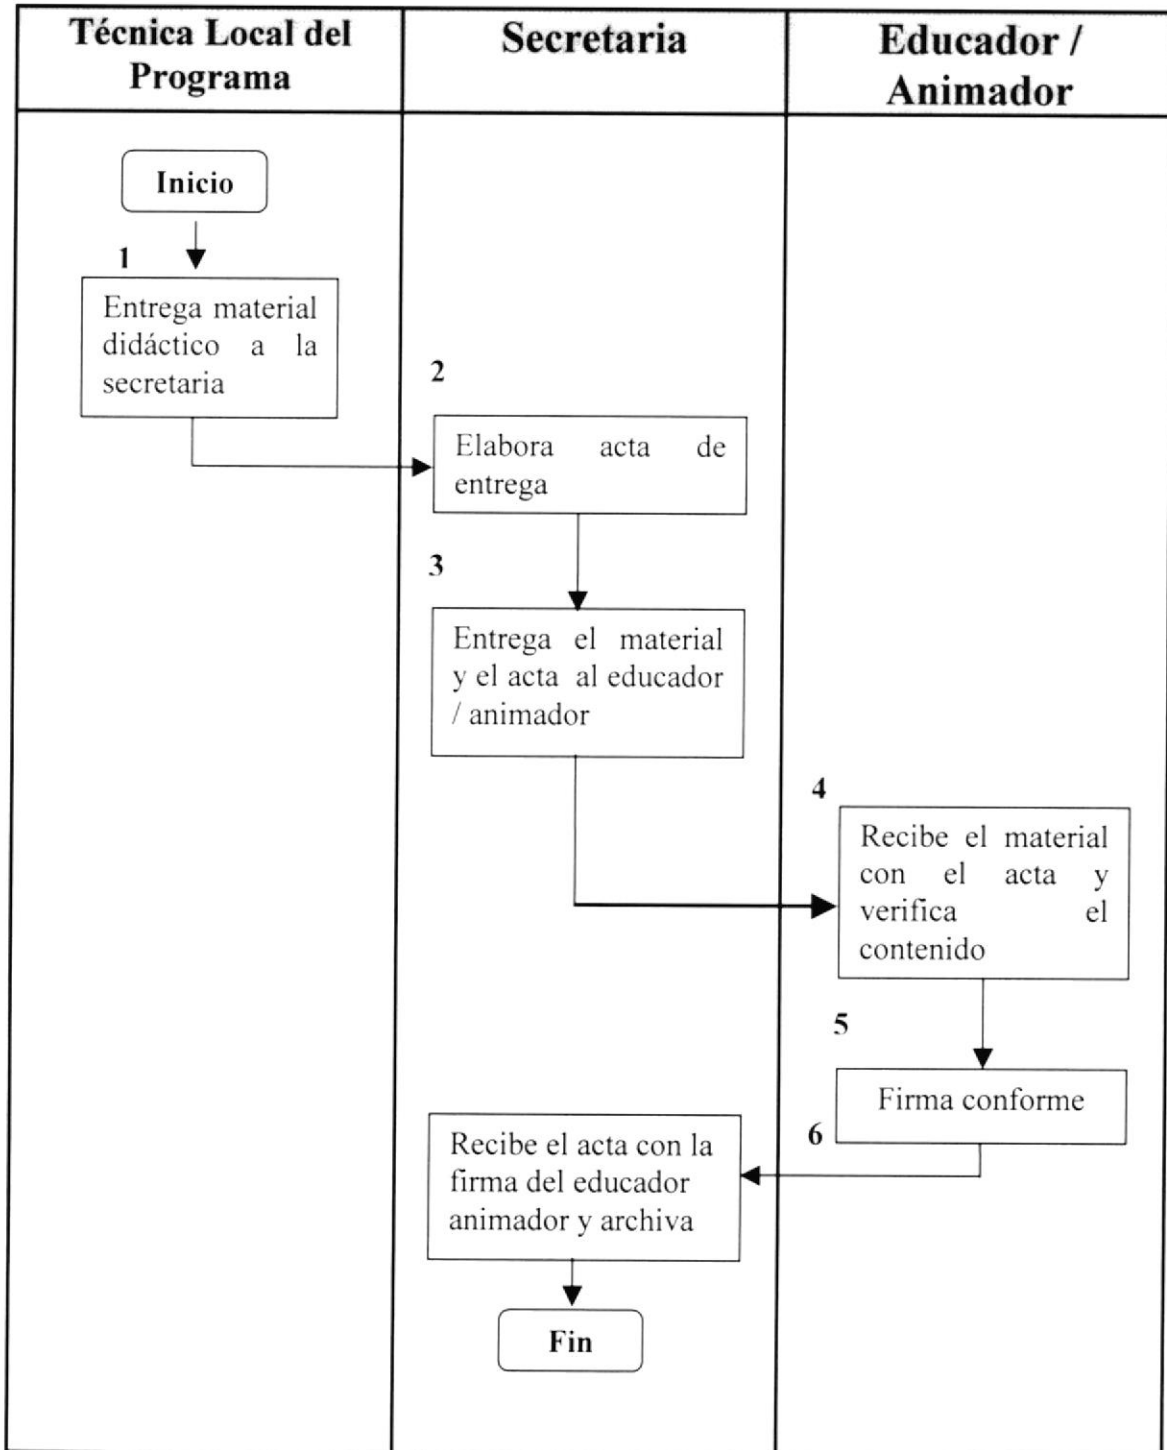 Técnica Local del
Programa
Secretaria
Educador /
Animador
Inicio
1
Entrega material
didáctico a la
secretaria
2
Elabora acta de
entrega
3
Entrega el material
y el acta al educador
/ animador
4
Recibe el material
con el acta y
verifica el
contenido
5
Firma conforme
6
Recibe el acta con la
firma del educador
animador y archiva
Fin